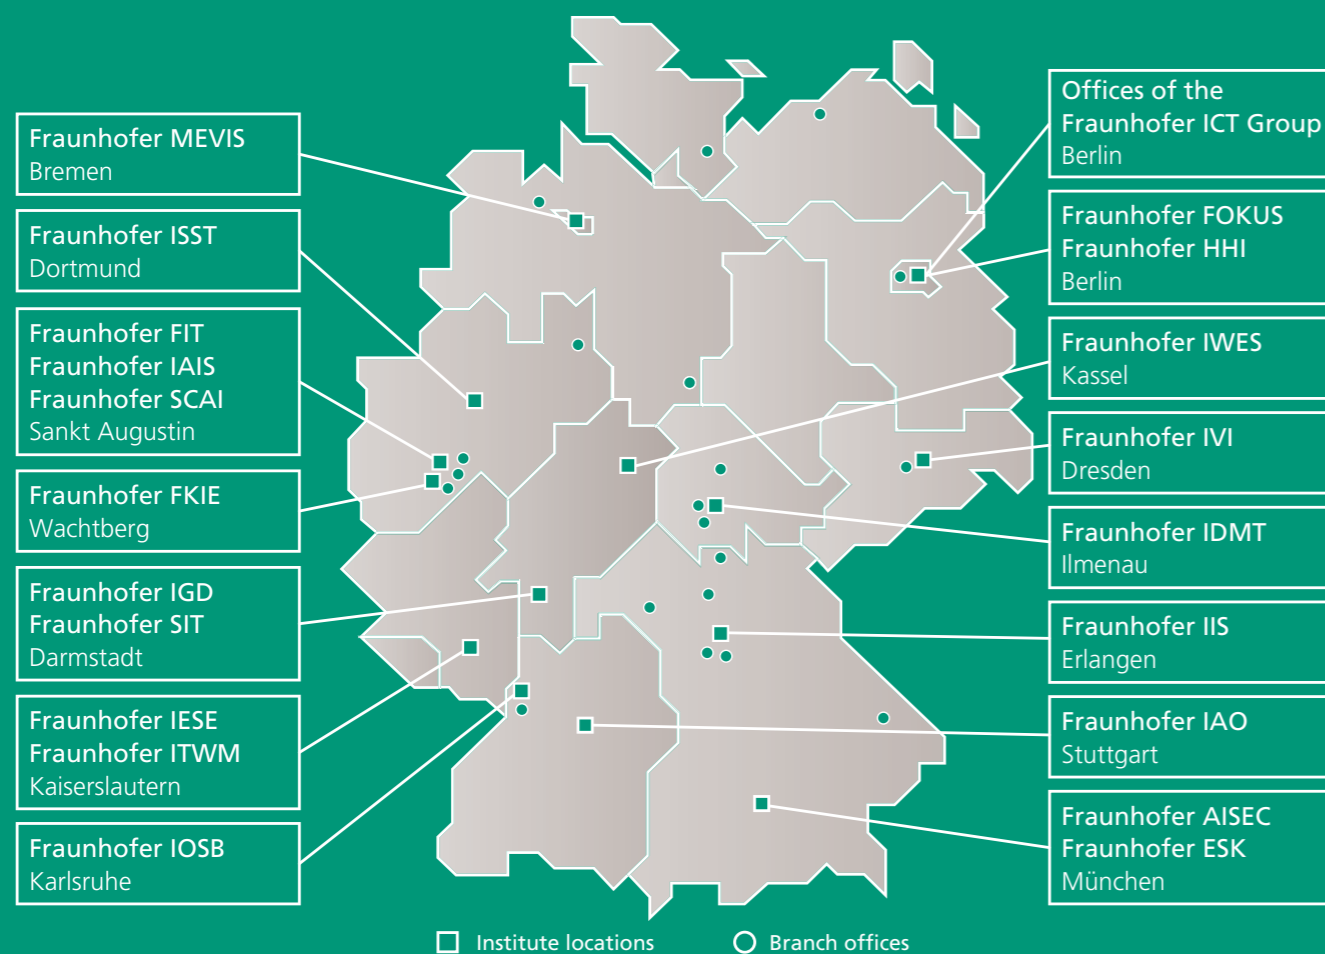 Fraunhofer MEVIS
Bremen
Fraunhofer ISST
Dortmund
Fraunhofer FIT
Fraunhofer IAIS
Fraunhofer SCAI
Sankt Augustin
Fraunhofer FKIE
Wachtberg
Fraunhofer IGD
Fraunhofer SIT
Darmstadt
Fraunhofer IESE
Fraunhofer ITWM
Kaiserslautern
Fraunhofer IOSB
Karlsruhe
Offices of the
Fraunhofer ICT Group
Berlin
Fraunhofer FOKUS
Fraunhofer HHI
Berlin
Fraunhofer IWES
Kassel
Fraunhofer IVI
Dresden
Fraunhofer IDMT
Ilmenau
Fraunhofer IIS
Erlangen
Fraunhofer IAO
Stuttgart
Fraunhofer AISEC
Fraunhofer ESK
München
Institute locations
Branch offices